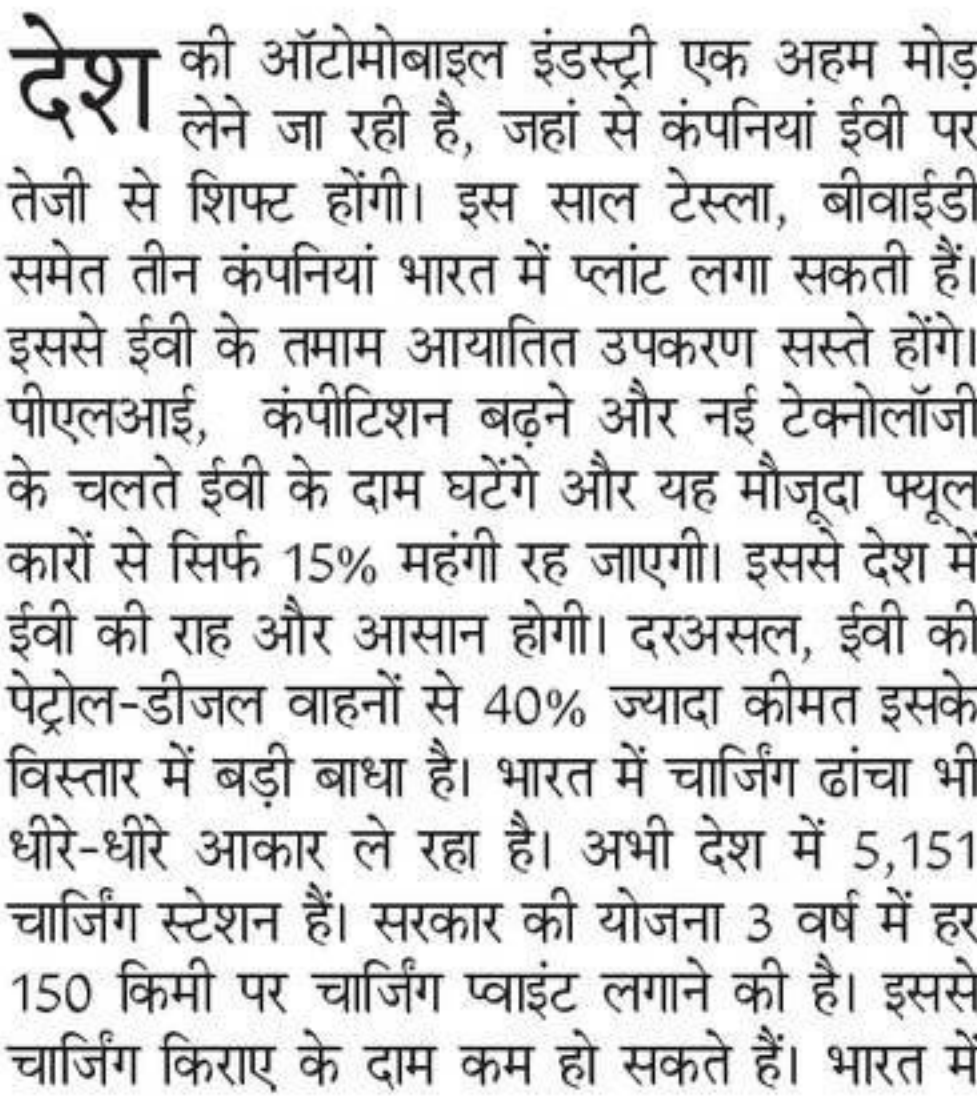 देश की ऑटोमोबाइल इंडस्ट्री एक अहम मोड़
लेने जा रही है, जहां से कंपनियां ईवी पर
तेजी से शिफ्ट होंगी। इस साल टेस्ला, बीवाईडी
समेत तीन कंपनियां भारत में प्लांट लगा सकती हैं।
इससे ईवी के तमाम आयातित उपकरण सस्ते होंगे।
पीएलआई, कंपीटिशन बढ़ने और नई टेक्नोलॉजी
के चलते ईवी के दाम घटेंगे और यह मौजूदा फ्यूल
कारों से सिर्फ 15% महंगी रह जाएगी। इससे देश में
ईवी की राह और आसान होगी। दरअसल, ईवी की
पेट्रोल-डीजल वाहनों से 40% ज्यादा कीमत इसके
विस्तार में बड़ी बाधा है। भारत में चार्जिंग ढांचा भी
धीरे-धीरे आकार ले रहा है। अभी देश में 5,151
चार्जिंग स्टेशन हैं। सरकार की योजना 3 वर्ष में हर
150 किमी पर चार्जिंग प्वाइंट लगाने की है। इससे
चार्जिंग किराए के दाम कम हो सकते हैं। भारत में